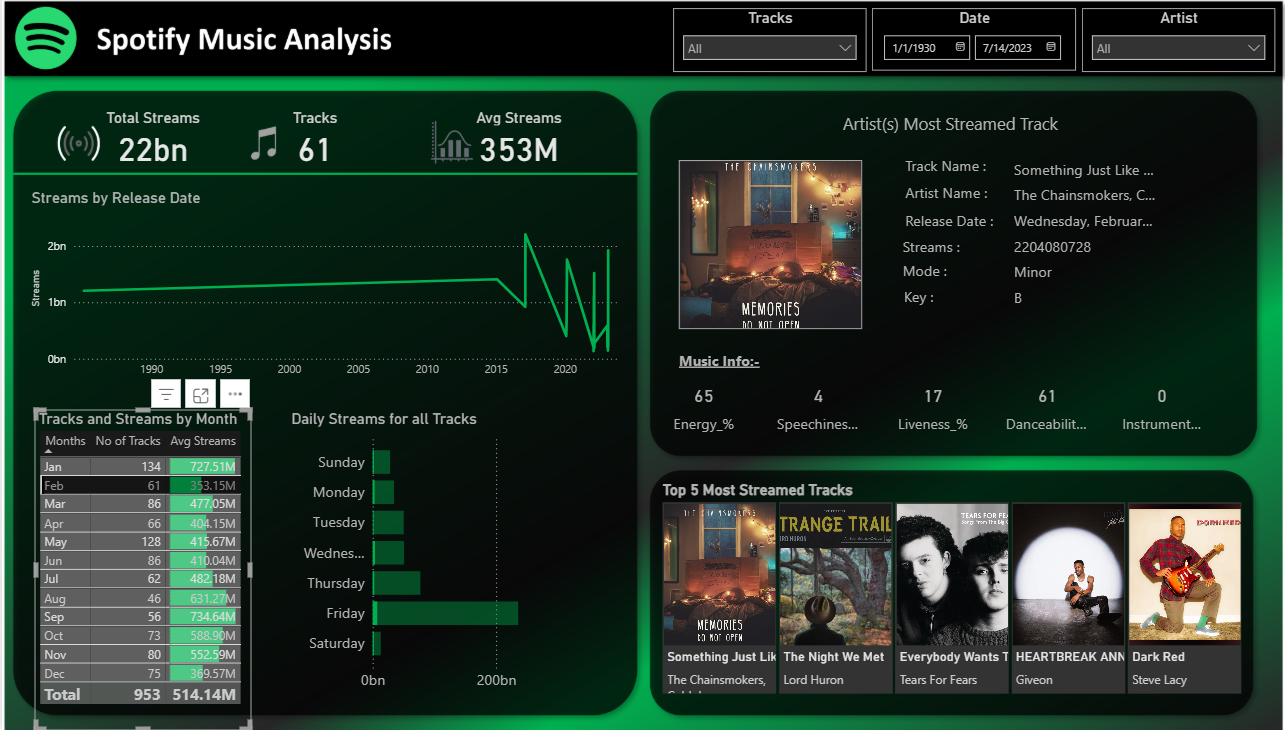 Spotify Music Analysis
Tracks
All
Date
1/1/1930
7/14/2023
Artist
All
Total Streams
22bn
Tracks
61
Avg Streams
353M
Streams by Release Date
Streams
2bn
1bn
0bn
1990 1995 2000 2005 2010 2015 2020
Tracks and Streams by Month
Months No of Tracks Avg Streams
Jan 134 727.51M
Feb 61 353.15M
Mar 86 477.05M
Apr 66 404.15M
May 128 415.67M
Jun 86 410.04M
Jul 62 482.18M
Aug 46 631.27M
Sep 56 734.64M
Oct 73 588.90M
Nov 80 552.59M
Dec 75 369.57M
Total 953 514.14M
Daily Streams for all Tracks
Sunday
Monday
Tuesday
Wednes...
Thursday
Friday
Saturday
0bn 200bn
Artist(s) Most Streamed Track
THE CHAINSMOKERS
MEMORIES
DO NOT OPEN
Track Name : Something Just Like ...
Artist Name : The Chainsmokers, C...
Release Date : Wednesday, Februar...
Streams : 2204080728
Mode : Minor
Key : B
Music Info:-
65 4 17 61 0
Energy_% Speechines... Liveness_% Danceabilit... Instrument...
Top 5 Most Streamed Tracks
THE CHAINSMOKERS
MEMORIES
DO NOT OPEN
TRANGE TRAIL
LORD HURON
TEARS FOR FEA
Songs From The Big C
Something Just Lik
The Chainsmokers,
The Night We Met
Lord Huron
Everybody Wants T
Tears For Fears
HEARTBREAK ANN
Giveon
Dark Red
Steve Lacy